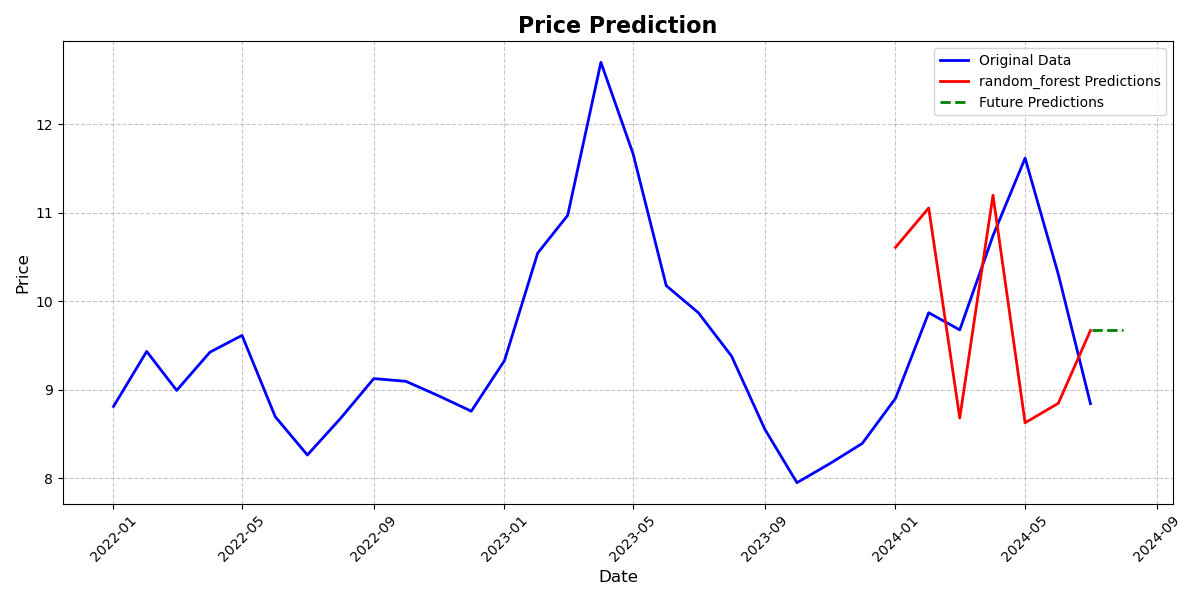 Price Prediction
Original Data
random_forest Predictions
Future Predictions
Price
12
11
10
9
8
2022-01
2022-05
2022-09
2023-01
2023-05
2023-09
2024-01
2024-05
2024-09
Date